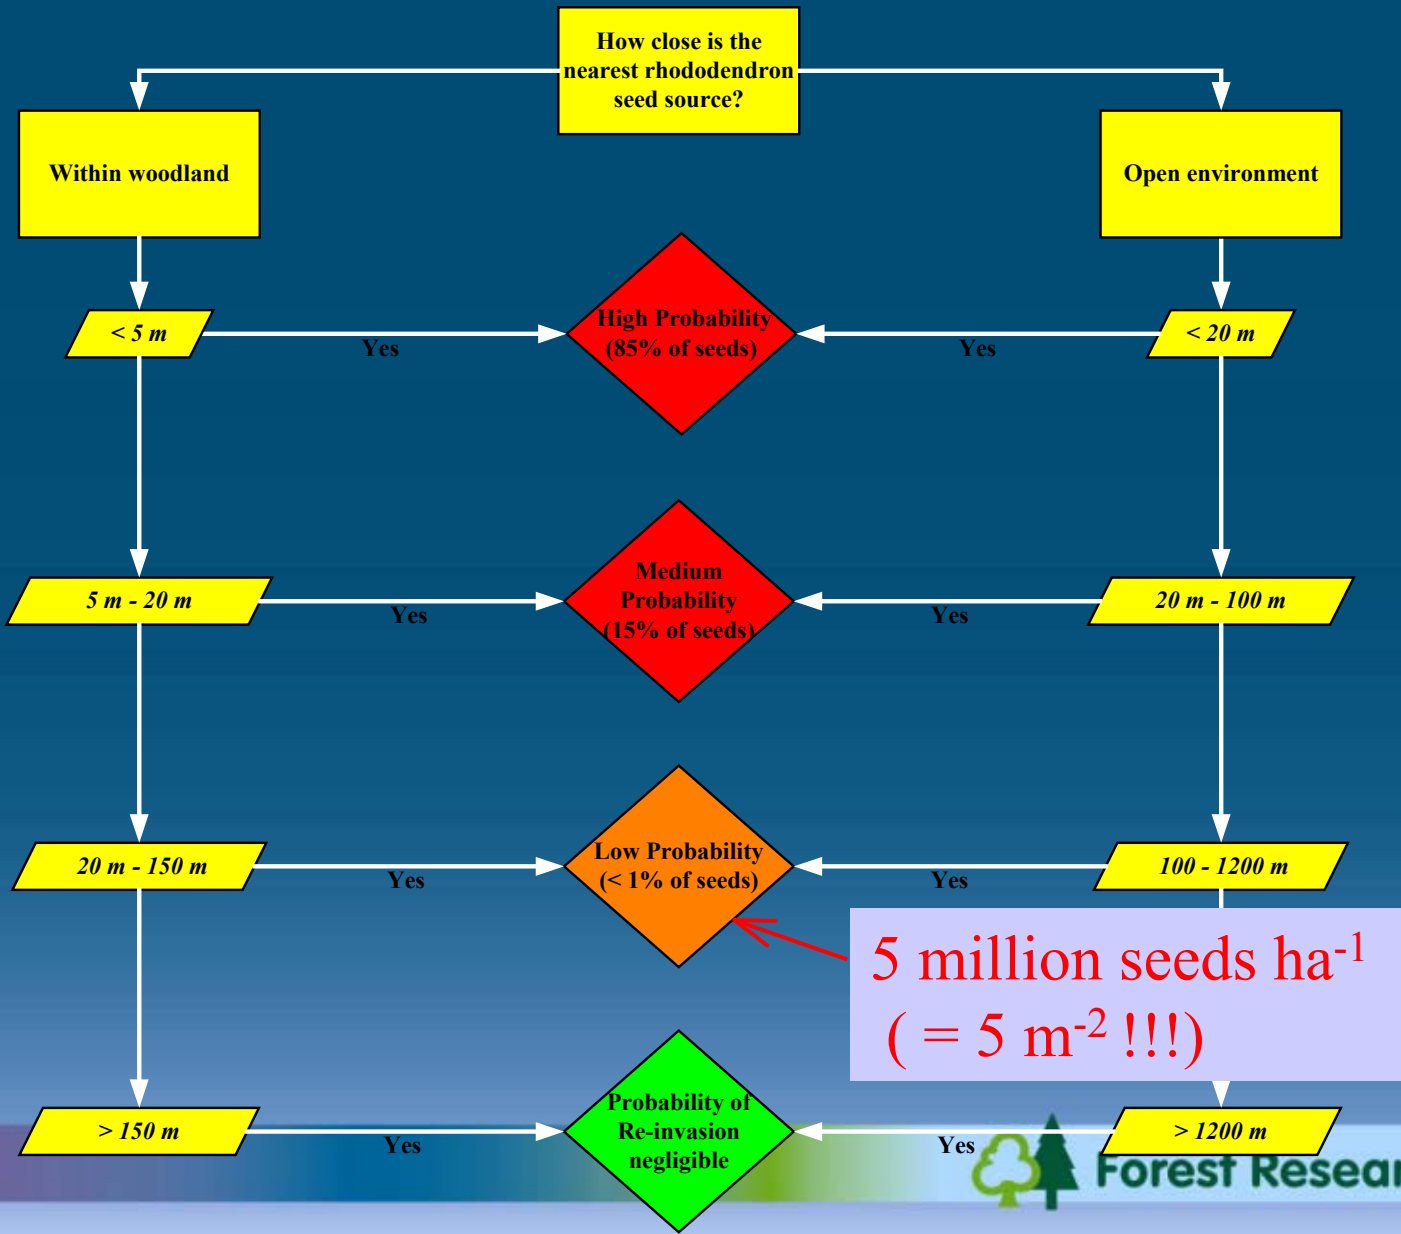 How close is the
nearest rhododendron
seed source?
Within woodland
Open environment
< 5 m
Yes
High Probability
(85% of seeds)
Yes
< 20 m
5 m - 20 m
Yes
Medium
Probability
(15% of seeds)
Yes
20 m - 100 m
20 m - 150 m
Yes
Low Probability
(< 1% of seeds)
Yes
100 - 1200 m
5 million seeds ha⁻¹
( = 5 m⁻² !!!)
> 150 m
Yes
Probability of
Re-invasion
negligible
Yes
> 1200 m
Forest Resear